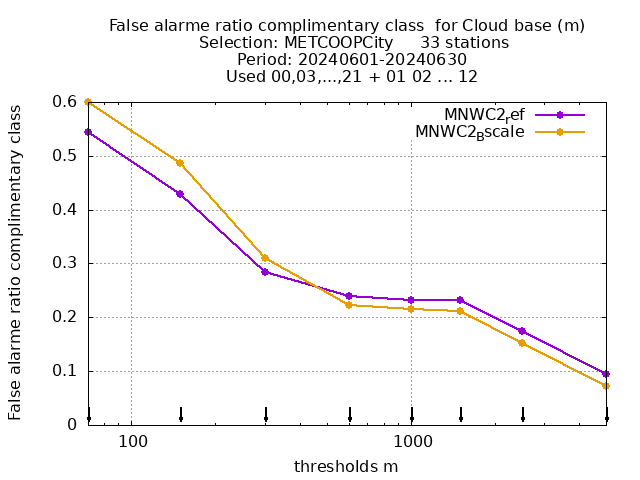 False alarme ratio complimentary class  for Cloud base (m)
Selection: METCOOPCity     33 stations
Period: 20240601-20240630
Used 00,03,...,21 + 01 02 ... 12
False alarme ratio complimentary class
0.6
0.5
0.4
0.3
0.2
0.1
0
MNWC2ref
MNWC2Bscale
100
1000
thresholds m